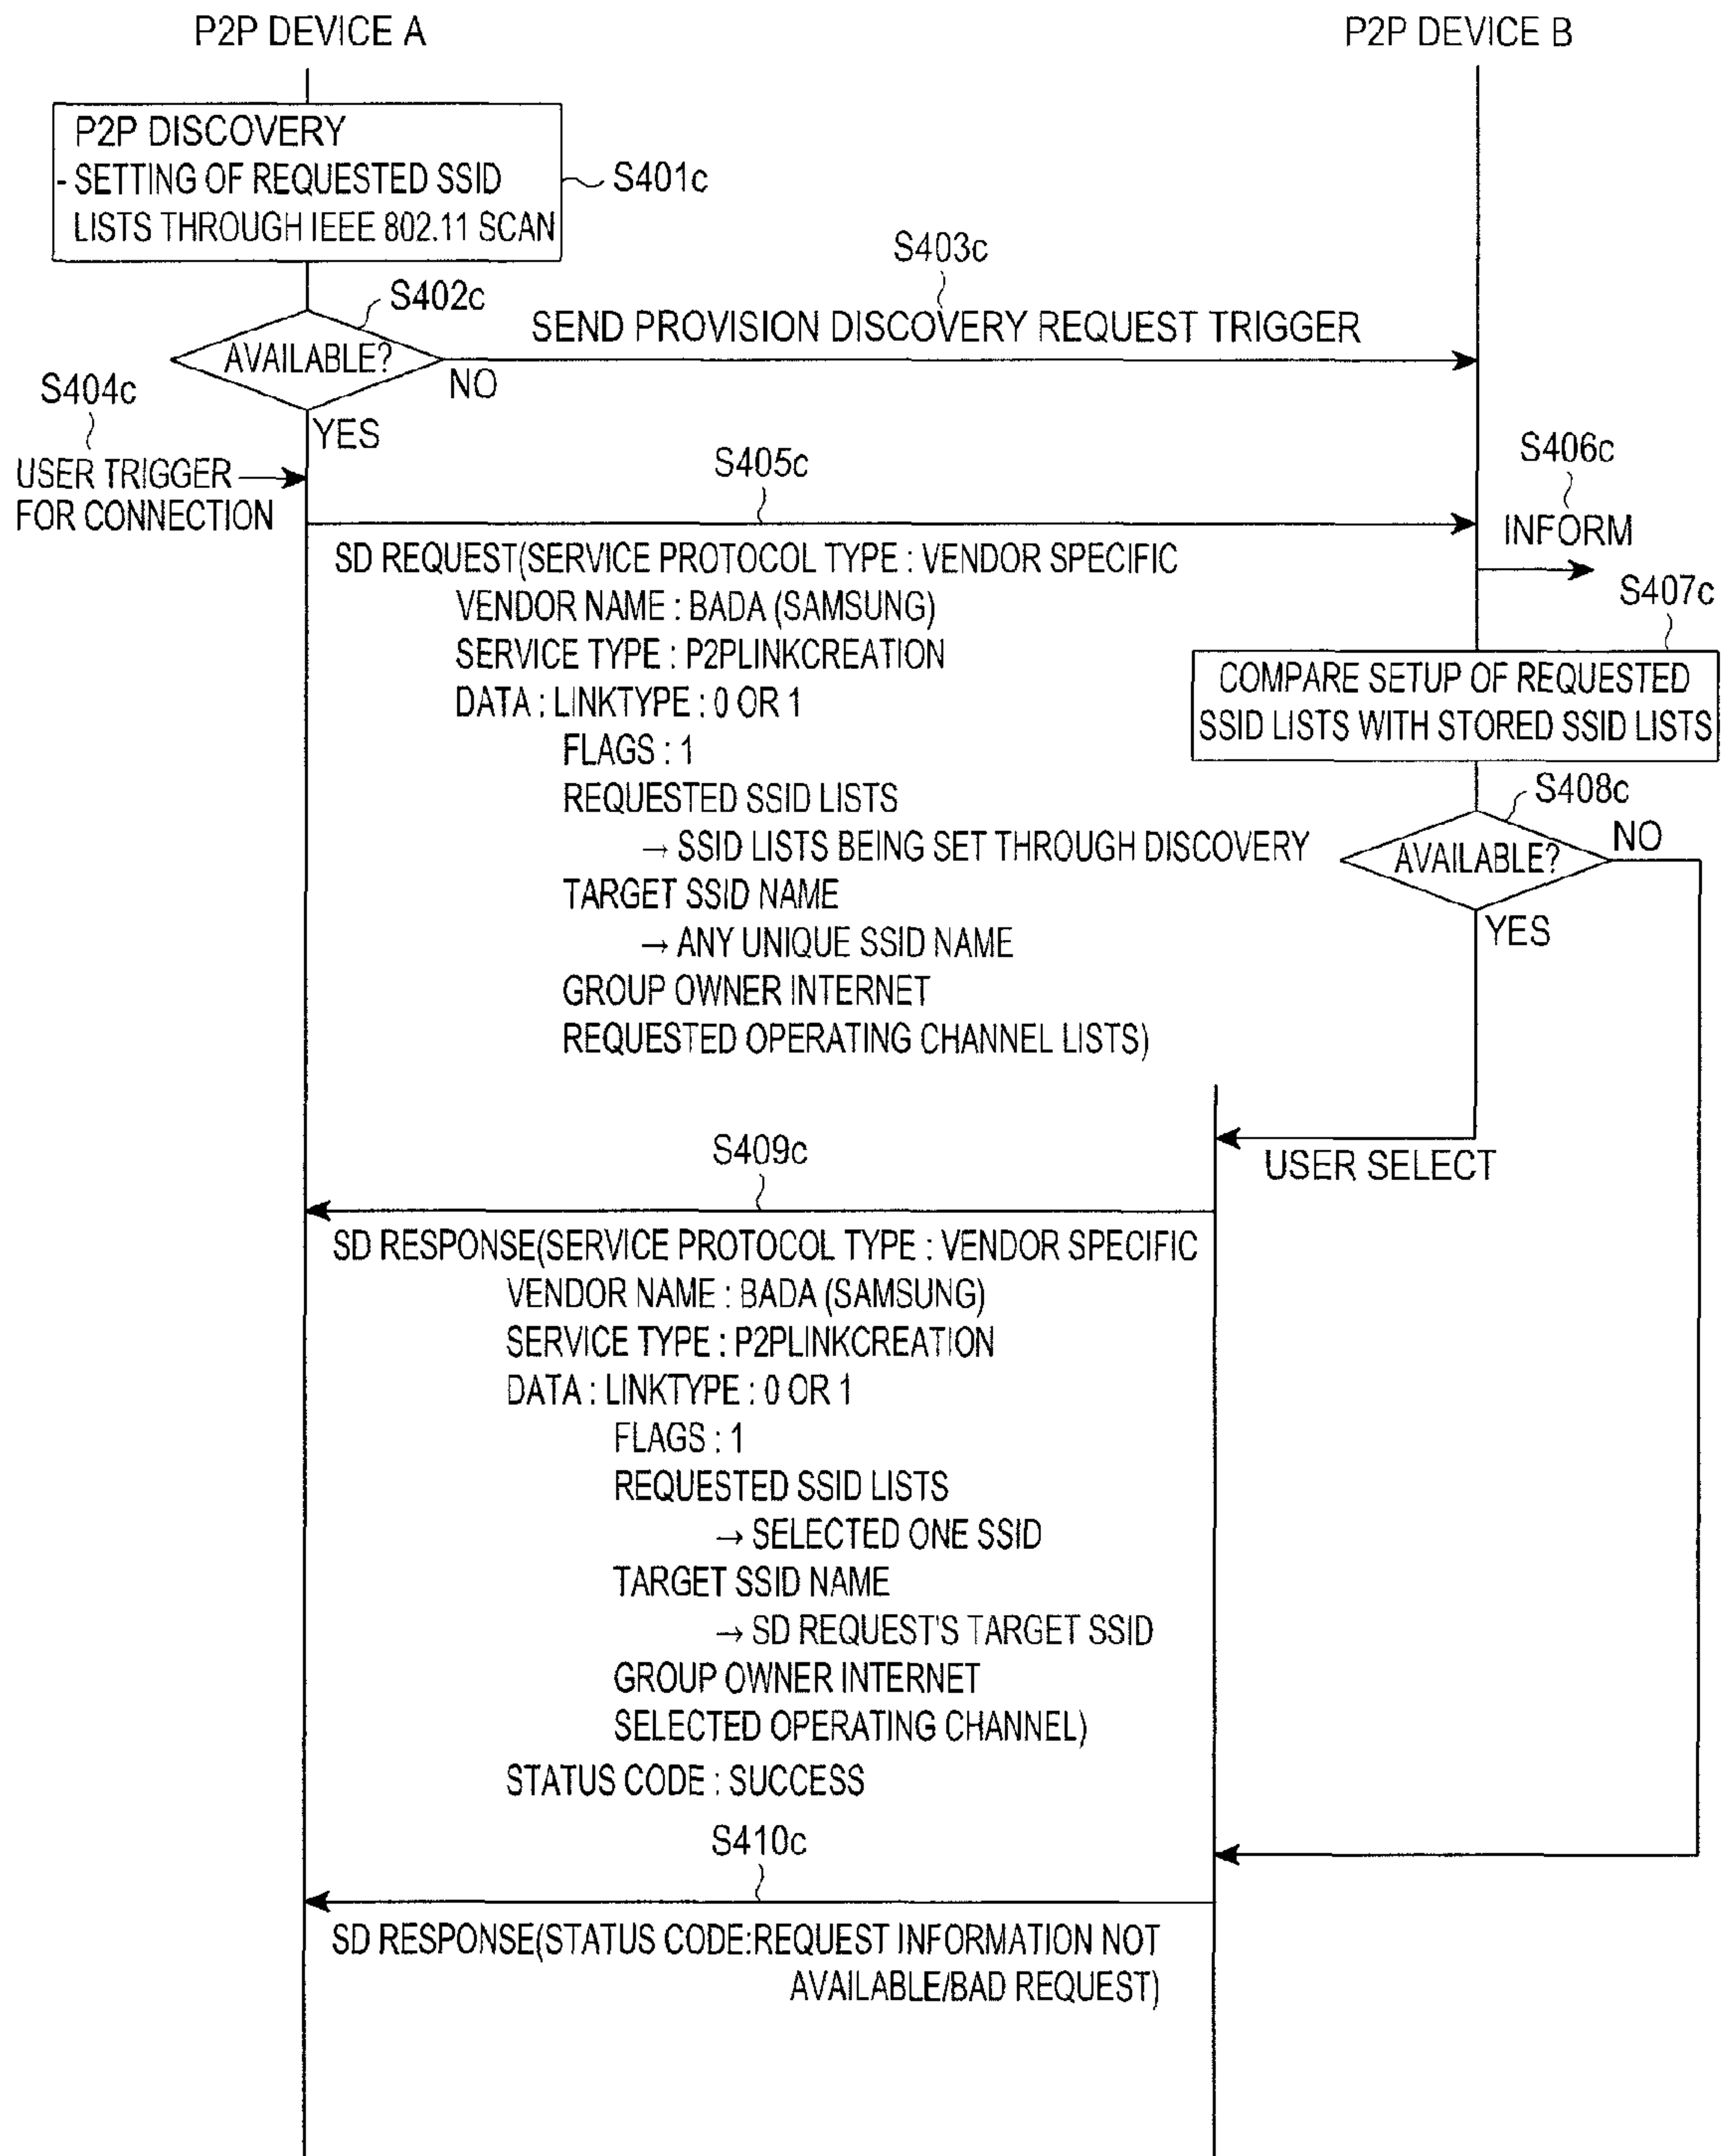 P2P DEVICE A
P2P DEVICE B
P2P DISCOVERY
- SETTING OF REQUESTED SSID
LISTS THROUGH IEEE 802.11 SCAN
S401c
S402c
S403c
SEND PROVISION DISCOVERY REQUEST TRIGGER
AVAILABLE?
NO
YES
S404c
USER TRIGGER
FOR CONNECTION
S405c
S406c
INFORM
SD REQUEST(SERVICE PROTOCOL TYPE : VENDOR SPECIFIC
VENDOR NAME : BADA (SAMSUNG)
SERVICE TYPE : P2PLINKCREATION
DATA : LINKTYPE : 0 OR 1
FLAGS : 1
REQUESTED SSID LISTS
→ SSID LISTS BEING SET THROUGH DISCOVERY
TARGET SSID NAME
→ ANY UNIQUE SSID NAME
GROUP OWNER INTERNET
REQUESTED OPERATING CHANNEL LISTS)
S407c
COMPARE SETUP OF REQUESTED
SSID LISTS WITH STORED SSID LISTS
S408c
AVAILABLE?
NO
YES
USER SELECT
S409c
SD RESPONSE(SERVICE PROTOCOL TYPE : VENDOR SPECIFIC
VENDOR NAME : BADA (SAMSUNG)
SERVICE TYPE : P2PLINKCREATION
DATA : LINKTYPE : 0 OR 1
FLAGS : 1
REQUESTED SSID LISTS
→ SELECTED ONE SSID
TARGET SSID NAME
→ SD REQUEST'S TARGET SSID
GROUP OWNER INTERNET
SELECTED OPERATING CHANNEL)
STATUS CODE : SUCCESS
S410c
SD RESPONSE(STATUS CODE:REQUEST INFORMATION NOT
AVAILABLE/BAD REQUEST)